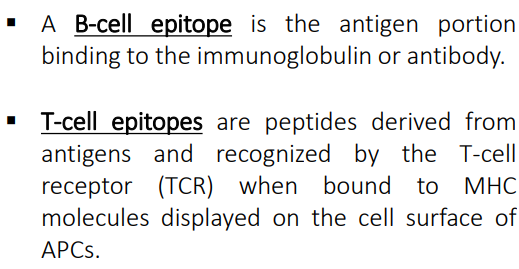 ▪ A B-cell epitope is the antigen portion
binding to the immunoglobulin or antibody.
▪ T-cell epitopes are peptides derived from
antigens and recognized by the T-cell
receptor (TCR) when bound to MHC
molecules displayed on the cell surface of
APCs.